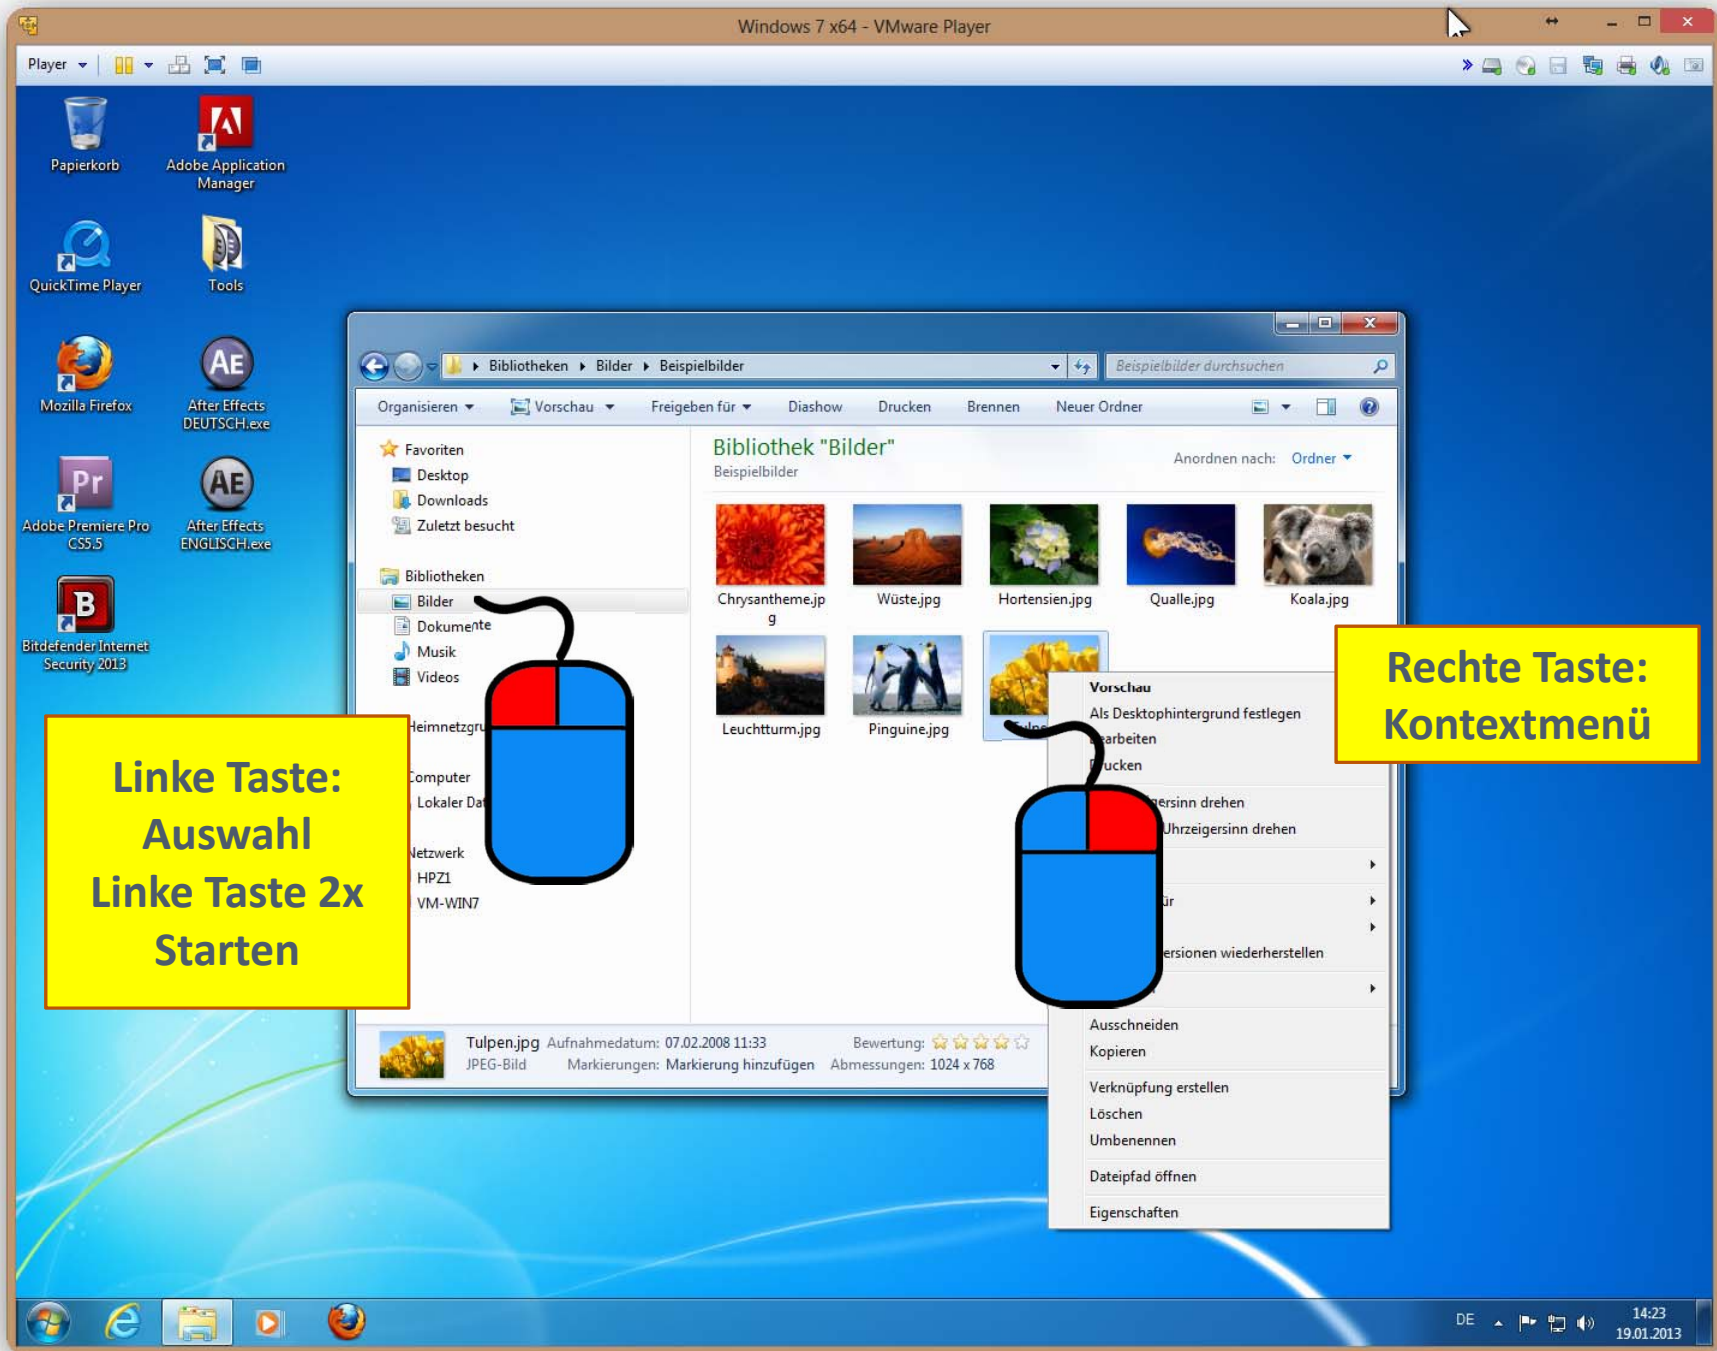 Windows 7 x64 - VMware Player
Player
Papierkorb
Adobe Application
Manager
QuickTime Player
Tools
Mozilla Firefox
After Effects
DEUTSCH.exe
Adobe Premiere Pro
CS5.5
After Effects
ENGLISCH.exe
Bitdefender Internet
Security 2013
Bibliotheken Bilder Beispielbilder
Beispielbilder durchsuchen
Organisieren Vorschau Freigeben für Diashow Drucken Brennen Neuer Ordner
Favoriten
Desktop
Downloads
Zuletzt besucht
Bibliotheken
Bilder
Dokumente
Musik
Videos
Computer
Lokaler
Netzwerk
HPZ1
VM-WIN7
Bibliothek "Bilder"
Beispielbilder
Anordnen nach: Ordner
Chrysantheme.jp
g
Wüste.jpg
Hortensien.jpg
Qualle.jpg
Koala.jpg
Leuchtturm.jpg
Pinguine.jpg
Vorschau
Als Desktophintergrund festlegen
Bearbeiten
Drucken
drehen
Uhrzeigersinn drehen
wiederherstellen
Ausschneiden
Kopieren
Verknüpfung erstellen
Löschen
Umbenennen
Dateipfad öffnen
Eigenschaften
Linke Taste:
Auswahl
Linke Taste 2x
Starten
Rechte Taste:
Kontextmenü
Tulpen.jpg Aufnahmedatum: 07.02.2008 11:33 Bewertung:
JPEG-Bild Markierungen: Markierung hinzufügen Abmessungen: 1024 x 768
DE
14:23
19.01.2013